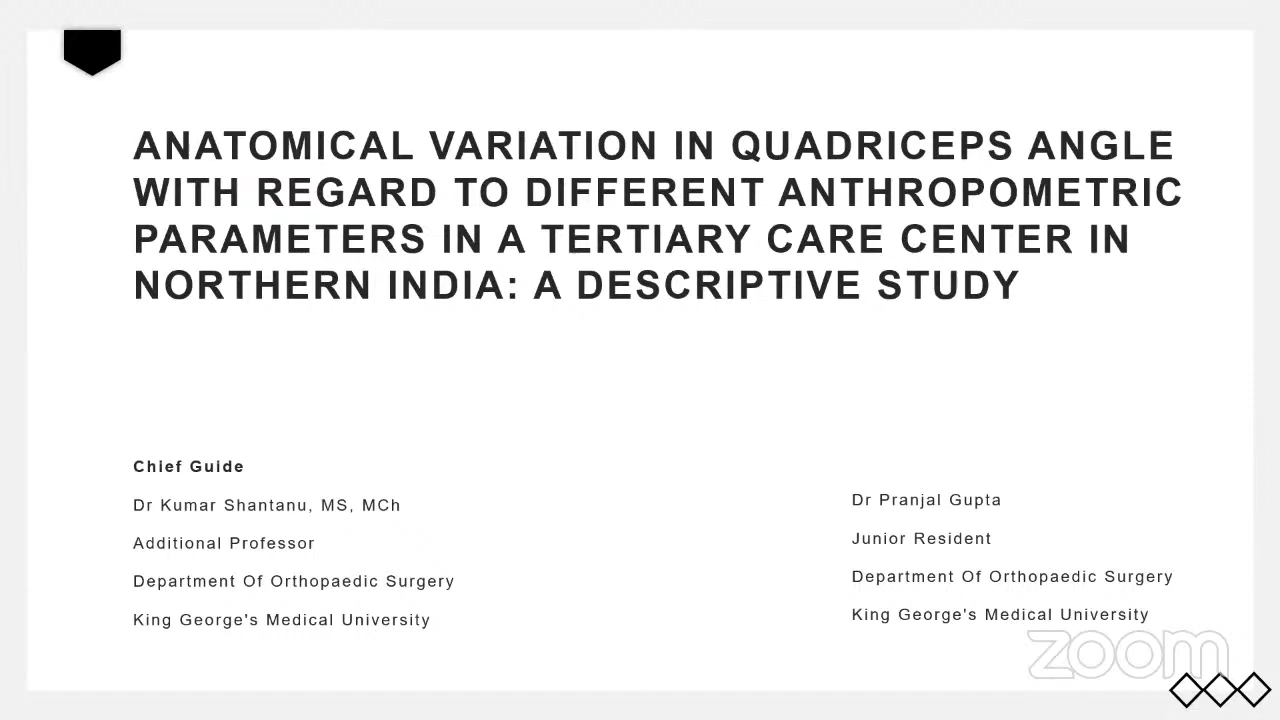 ANATOMICAL VARIATION IN QUADRICEPS ANGLE
WITH REGARD TO DIFFERENT ANTHROPOMETRIC
PARAMETERS IN A TERTIARY CARE CENTER IN
NORTHERN INDIA: A DESCRIPTIVE STUDY
Chief Guide
Dr Kumar Shantanu, MS, MCh
Additional Professor
Department Of Orthopaedic Surgery
King George's Medical University
Dr Pranjal Gupta
Junior Resident
Department Of Orthopaedic Surgery
King George's Medical University
zoom